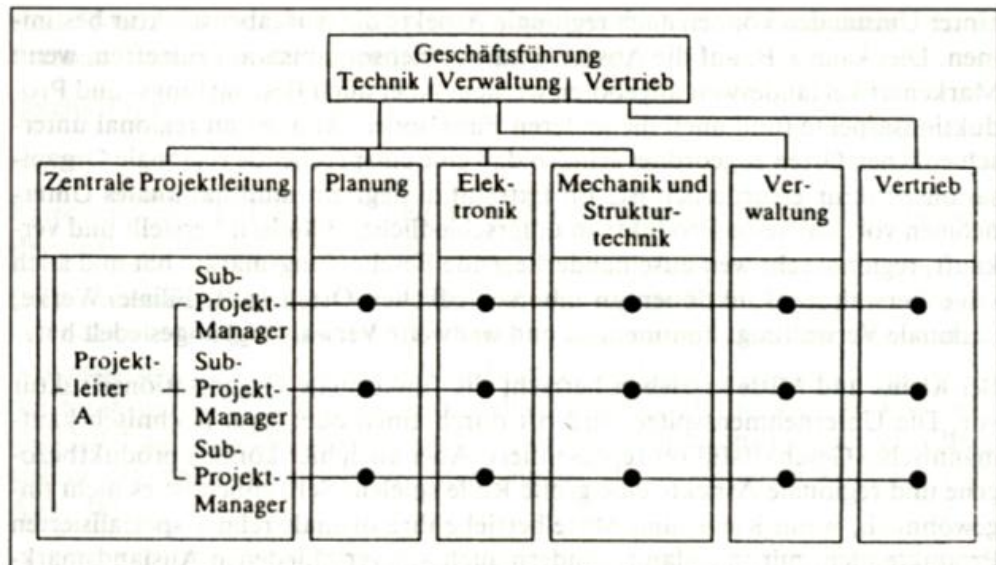 Geschäftsführung
Technik Verwaltung Vertrieb
Zentrale Projektleitung
Planung
Elek-
tronik
Mechanik und
Struktur-
technik
Ver-
waltung
Vertrieb
Sub-
Projekt-
Manager
Projekt-
leiter
A
Sub-
Projekt-
Manager
Sub-
Projekt-
Manager